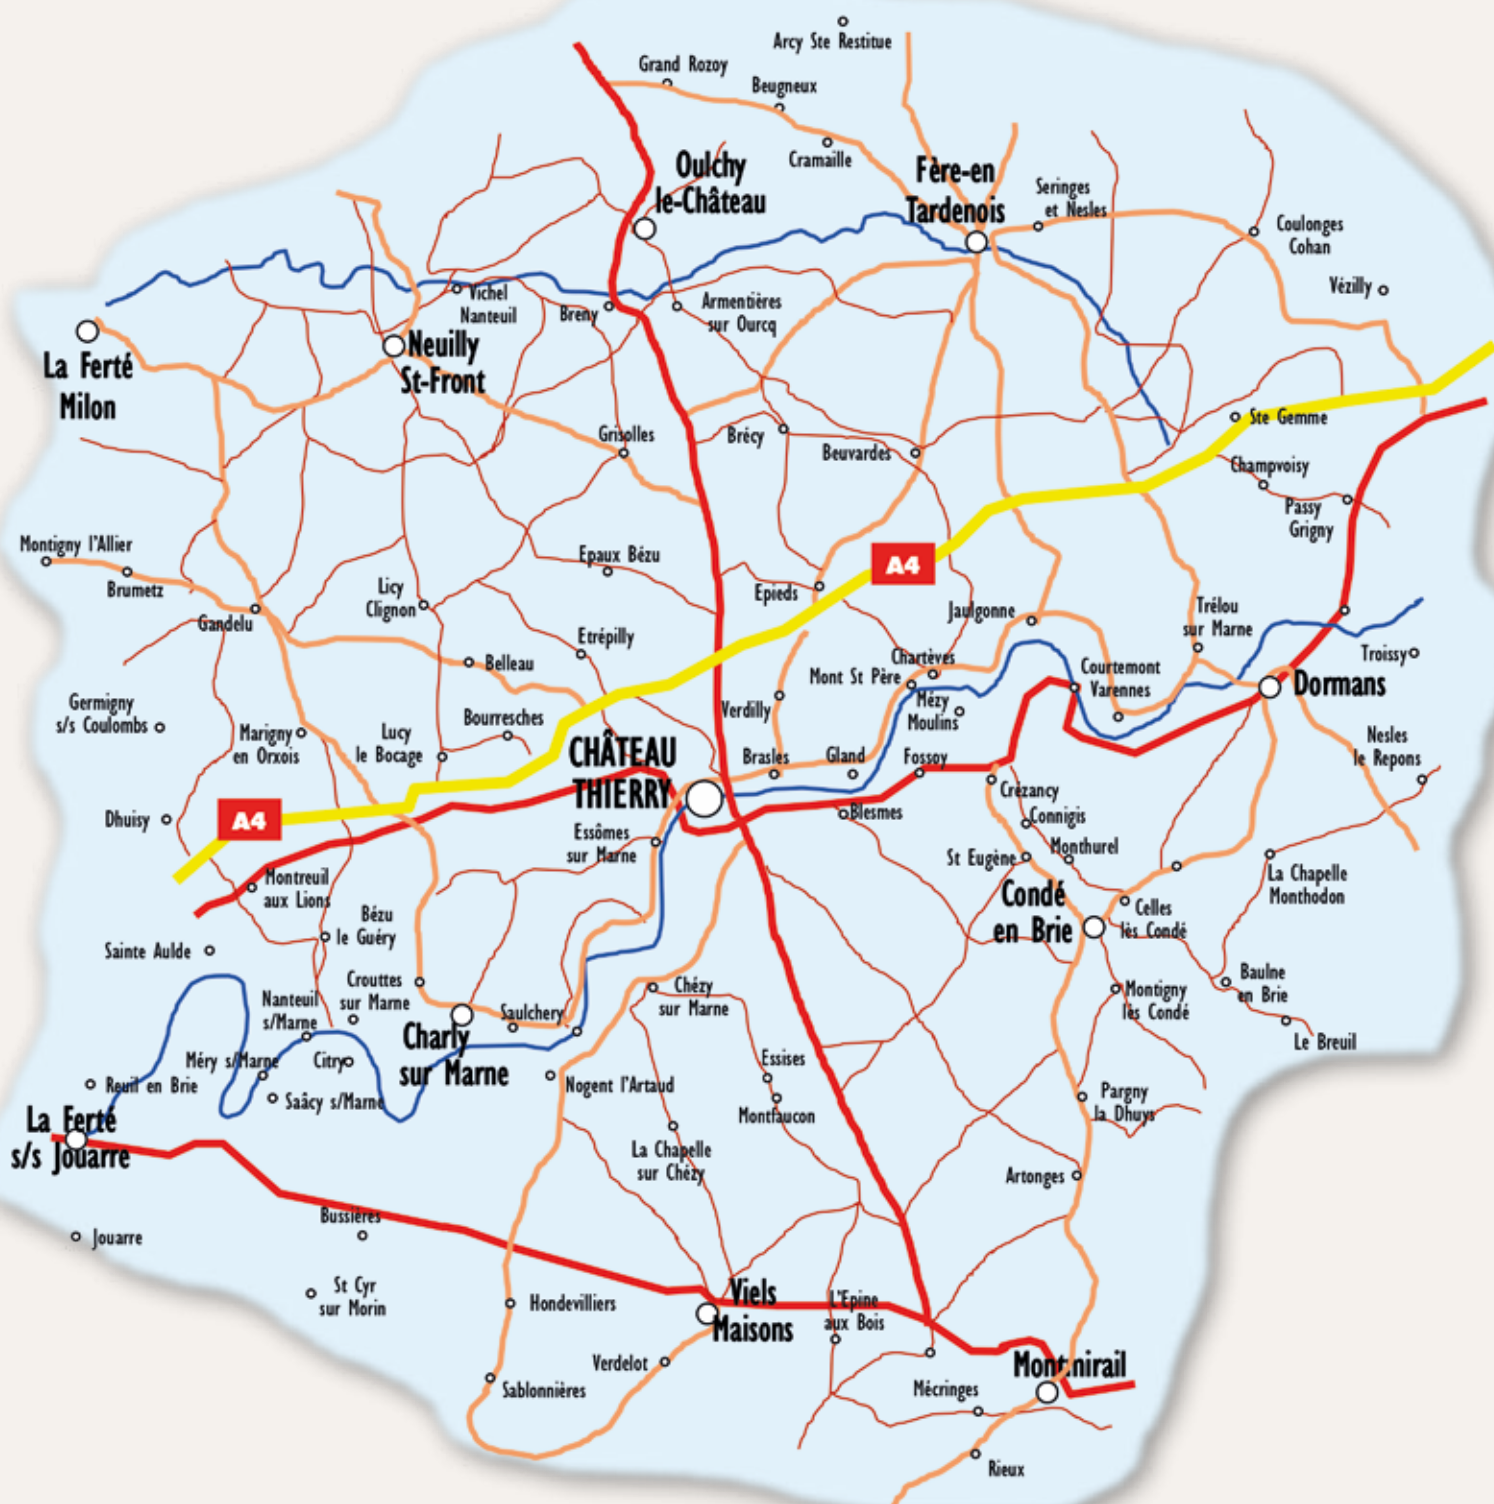 Arcy Ste Restitue
Grand Rozoy
Beugneux
Cramaille
Oulchy
le-Château
Fère-en
Tardenois
Seringes
et Nesles
Coulonges
Cohan
Vézilly
Vichel
Nanteuil
Breny
Armentières
sur Ourcq
La Ferté
Milon
Neuilly
St-Front
Grisolles
Brécy
Beuvardes
Ste Gemme
Champvoisy
Passy
Grigny
Montigny l'Allier
Brumetz
Gandelu
Licy
Clignon
Epaux Bézu
Epieds
A4
Jaulgonne
Trélou
sur Marne
Troissy
Etrépilly
Belleau
Chartèves
Mont St Père
Mézy
Moulins
Courtemont
Varennes
Dormans
Germigny
s/s Coulombs
Marigny
en Orxois
Lucy
le Bocage
Bourresches
Verdilly
Nesles
le Repons
CHÂTEAU
THIERRY
Brasles
Gland
Fossoy
Crézancy
Connigis
Blesmes
Dhuisy
A4
Essômes
sur Marne
St Eugène
Monthurel
Montreuil
aux Lions
La Chapelle
Monthodon
Condé
en Brie
Celles
lès Condé
Bézu
le Guéry
Sainte Aulde
Crouttes
sur Marne
Nanteuil
s/Marne
Charly
sur Marne
Saulchery
Chézy
sur Marne
Montigny
lès Condé
Baulne
en Brie
Le Breuil
Méry s/Marne
Citry
Reuil en Brie
Saâcy s/Marne
Nogent l'Artaud
Essises
Montfaucon
Pargny
la Dhuys
La Ferté
s/s Jouarre
La Chapelle
sur Chézy
Artonges
Bussières
Jouarre
St Cyr
sur Morin
Hondevilliers
Viels
Maisons
L'Epine
aux Bois
Verdelot
Sablonnières
Montmirail
Mécringes
Rieux